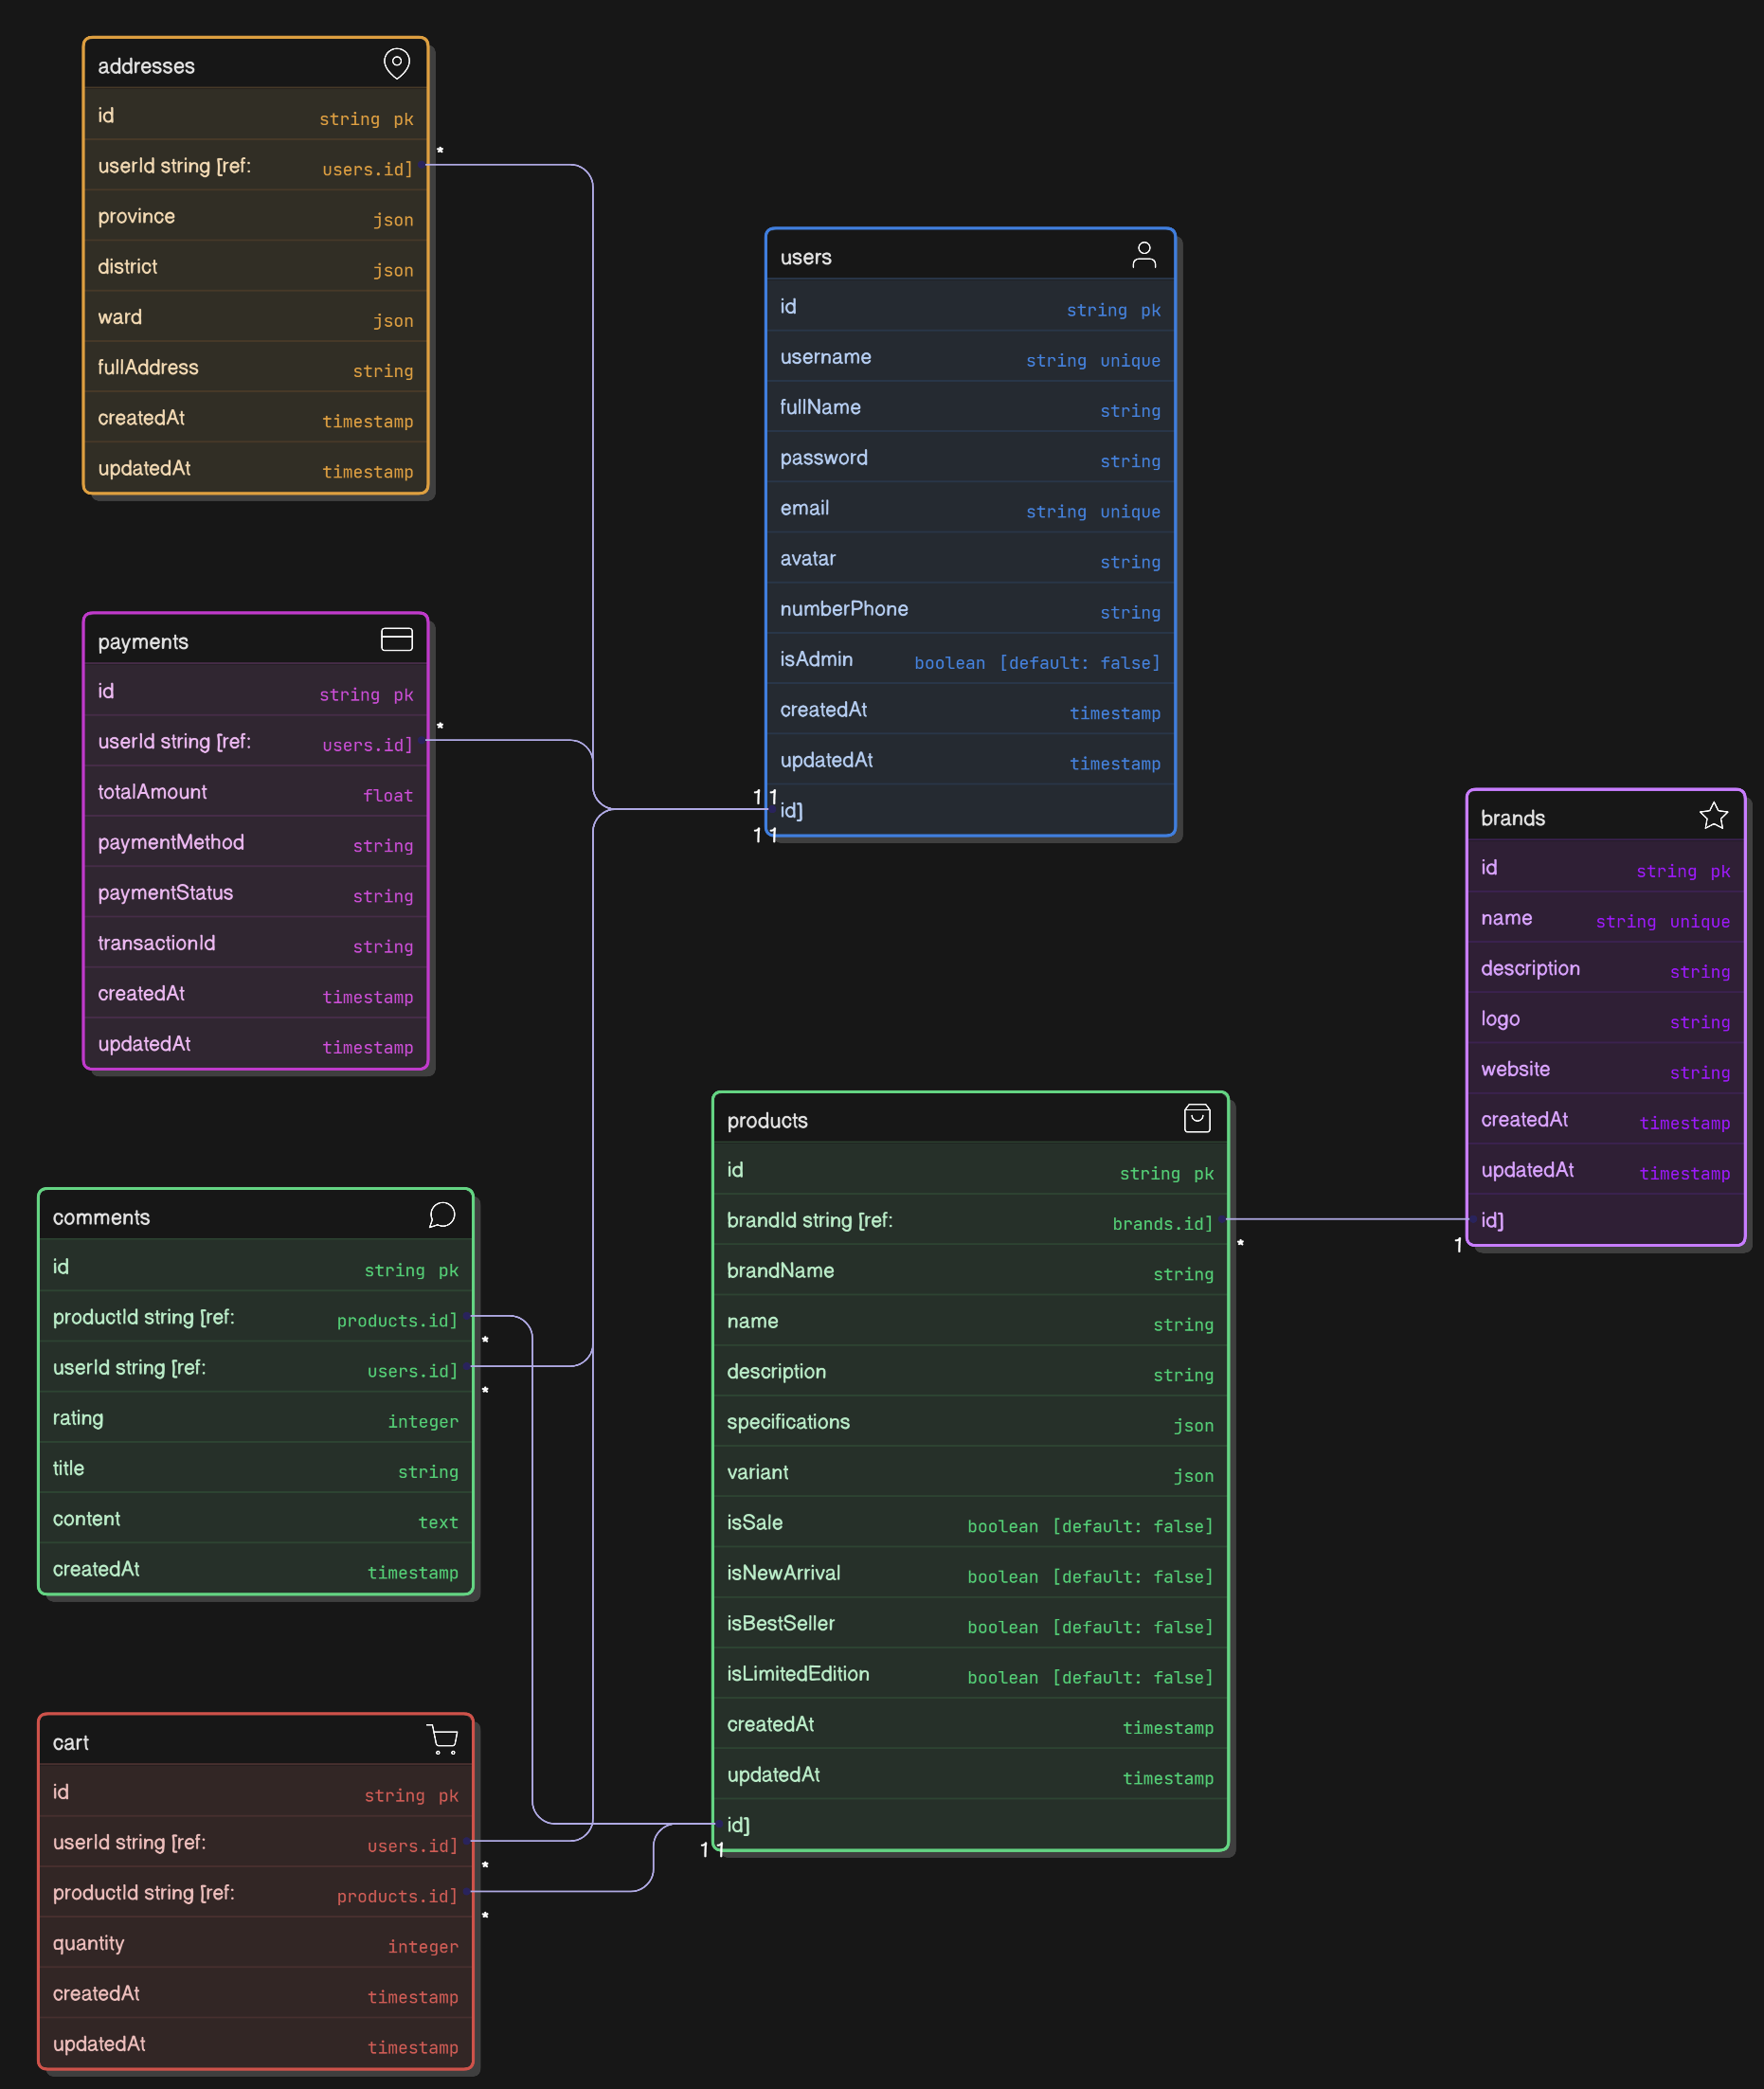 addresses
id string pk
userId string [ref: users.id]
*
province json
district json
ward json
fullAddress string
createdAt timestamp
updatedAt timestamp
users
id string pk
username string unique
fullName string
password string
email string unique
avatar string
numberPhone string
isAdmin boolean [default: false]
createdAt timestamp
updatedAt timestamp
1 1
id]
1 1
payments
id string pk
userId string [ref: users.id]
*
totalAmount float
paymentMethod string
paymentStatus string
transactionId string
createdAt timestamp
updatedAt timestamp
brands
id string pk
name string unique
description string
logo string
website string
createdAt timestamp
updatedAt timestamp
id]
1
products
id string pk
brandId string [ref: brands.id]
*
brandName string
name string
description string
specifications json
variant json
isSale boolean [default: false]
isNewArrival boolean [default: false]
isBestSeller boolean [default: false]
isLimitedEdition boolean [default: false]
createdAt timestamp
updatedAt timestamp
id]
1 1
comments
id string pk
productId string [ref: products.id]
*
userId string [ref: users.id]
*
rating integer
title string
content text
createdAt timestamp
cart
id string pk
userId string [ref: users.id]
*
productId string [ref: products.id]
*
quantity integer
createdAt timestamp
updatedAt timestamp